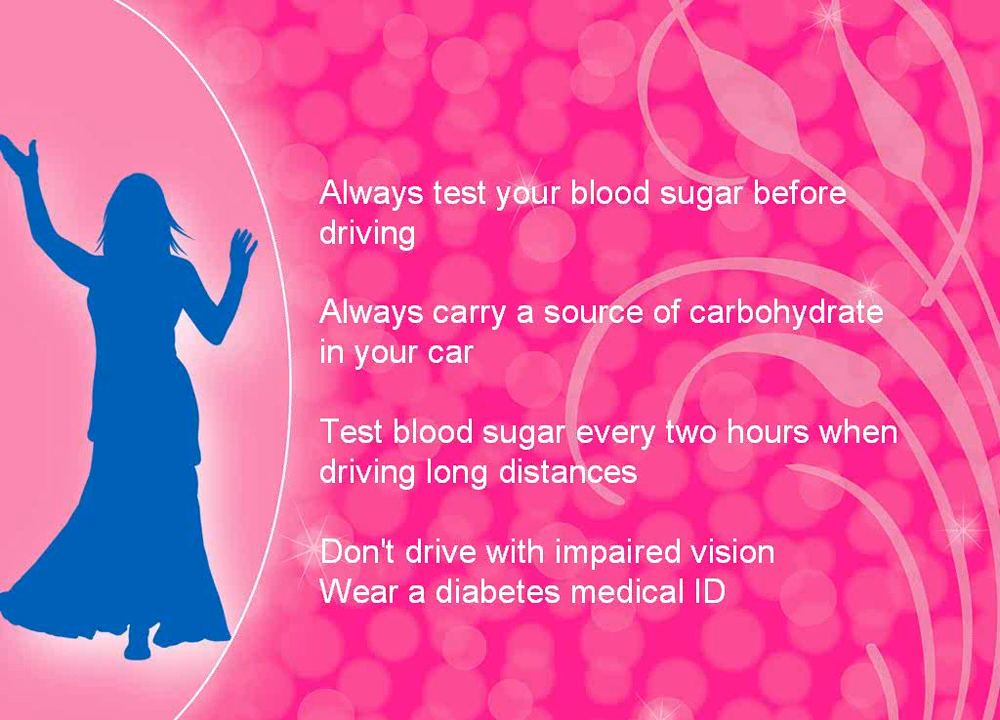 Always test your blood sugar before
driving
Always carry a source of carbohydrate
in your car
Test blood sugar every two hours when
driving long distances
Don't drive with impaired vision
Wear a diabetes medical ID